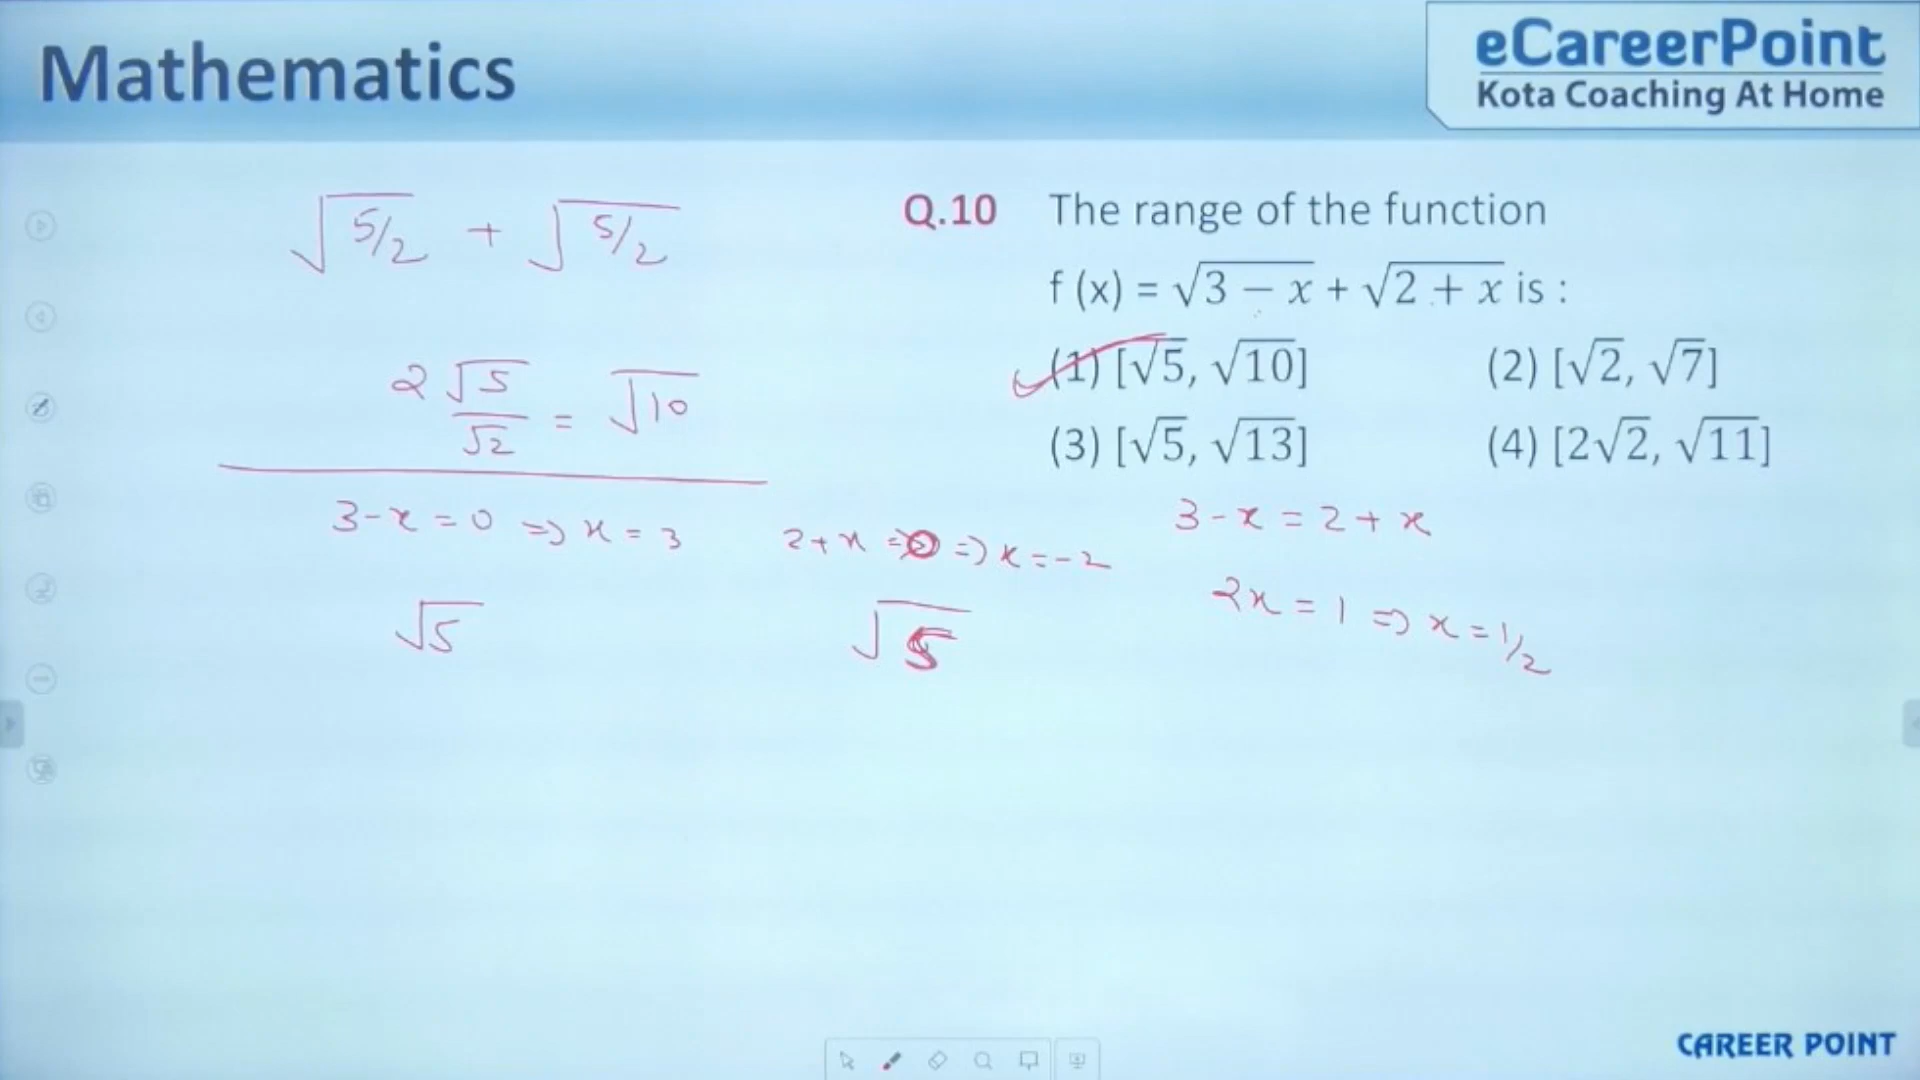 Mathematics
eCareerPoint
Kota Coaching At Home
√5/2 + √5/2
2 √5/√2 = √10
Q.10 The range of the function
f (x) = √3 − x + √2 + x is :
(1) [√5, √10] (2) [√2, √7]
(3) [√5, √13] (4) [2√2, √11]
3 - x = 0 => x = 3
√5
2 + x => 0 => x = -2
√5
3 - x = 2 + x
2x = 1 => x = 1/2
CAREER POINT